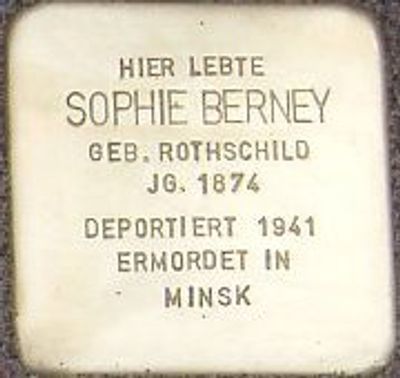 HIER LEBTE
SOPHIE BERNEY
GEB. ROTHSCHILD
JG. 1874
DEPORTIERT 1941
ERMORDET IN
MINSK